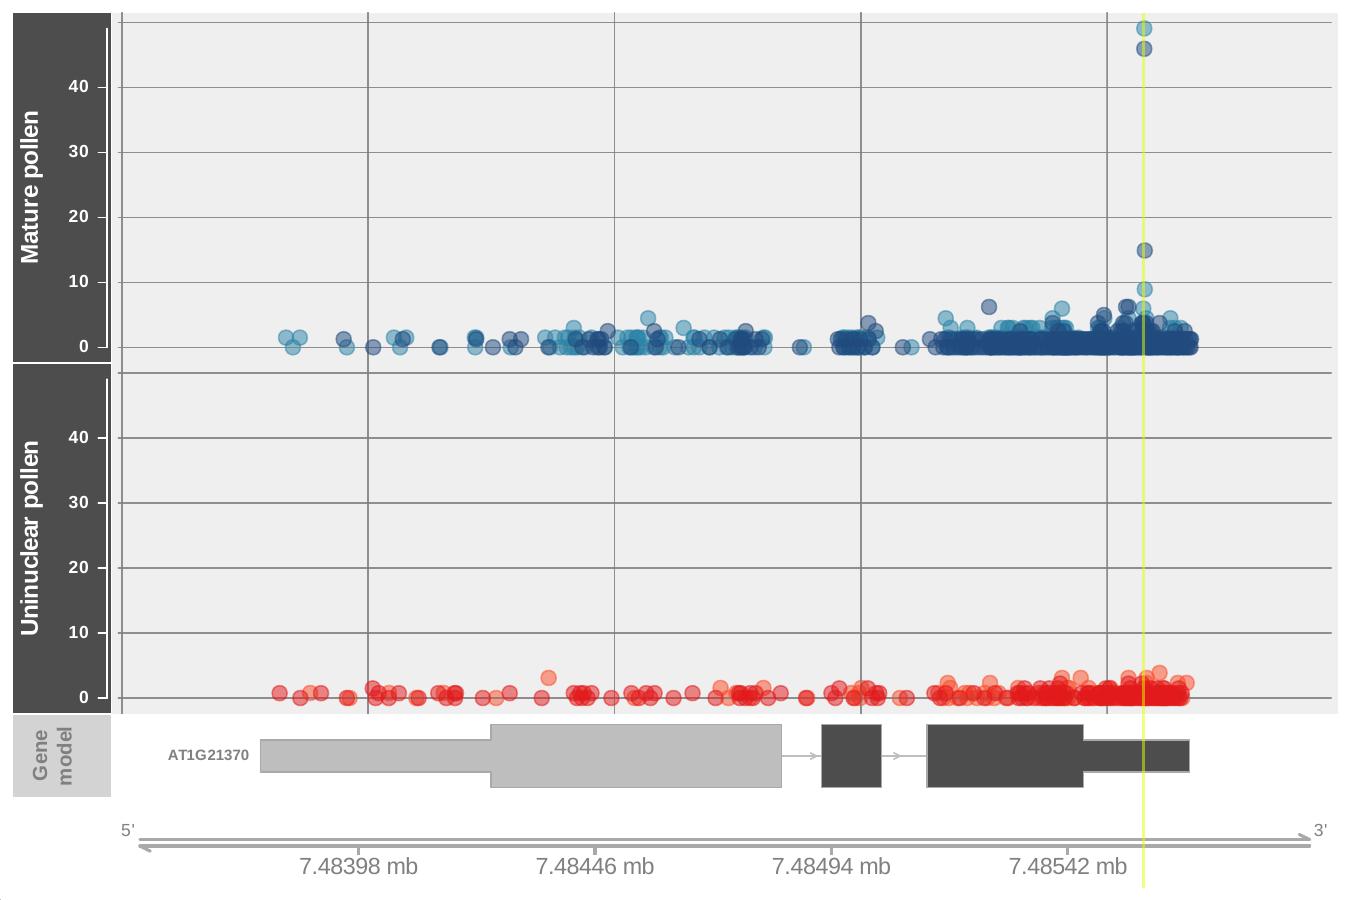 Mature pollen
40
30
20
10
0
Uninuclear pollen
40
30
20
10
0
Gene
model
AT1G21370
5'
3'
7.48398 mb
7.48446 mb
7.48494 mb
7.48542 mb